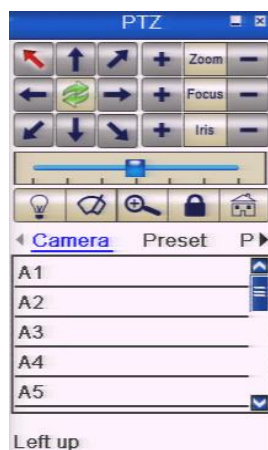 PTZ
+ Zoom −
+ Focus −
+ Iris −
Camera Preset P
A1
A2
A3
A4
A5
Left up